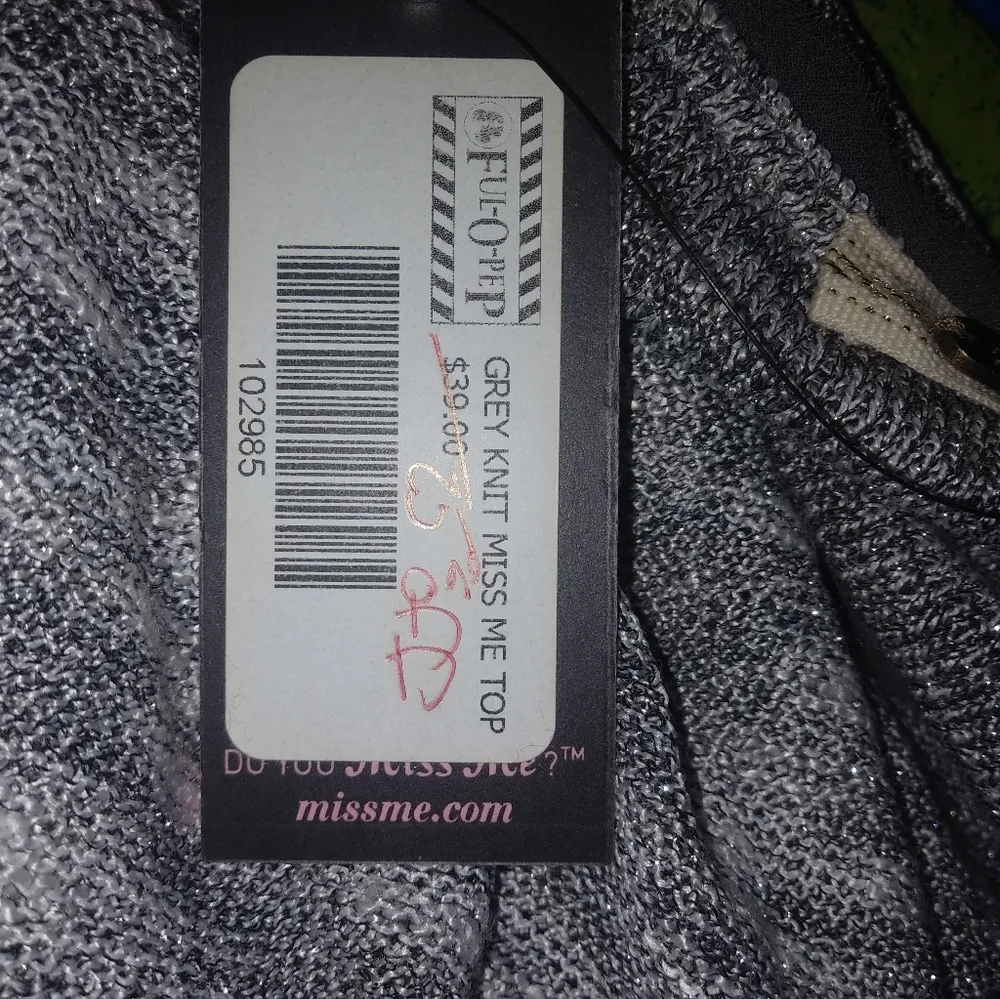 FUL-O-PEP
GREY KNIT MISS ME TOP
$39.00
102985
DO YOU Miss Me?™
missme.com